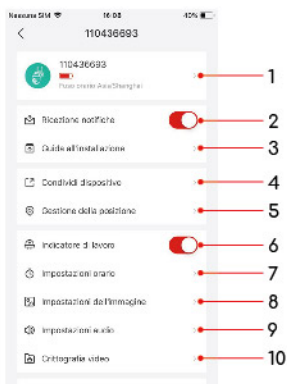 Nessuna SIM 16:08 40%
110436693
110436693
Fuso orario Asia/Shanghai
1
Ricezione notifiche
2
Guida all'installazione
3
Condividi dispositivo
4
Gestione della posizione
5
Indicatore di lavoro
6
Impostazioni orario
7
Impostazioni dell'immagine
8
Impostazioni audio
9
Crittografia video
10